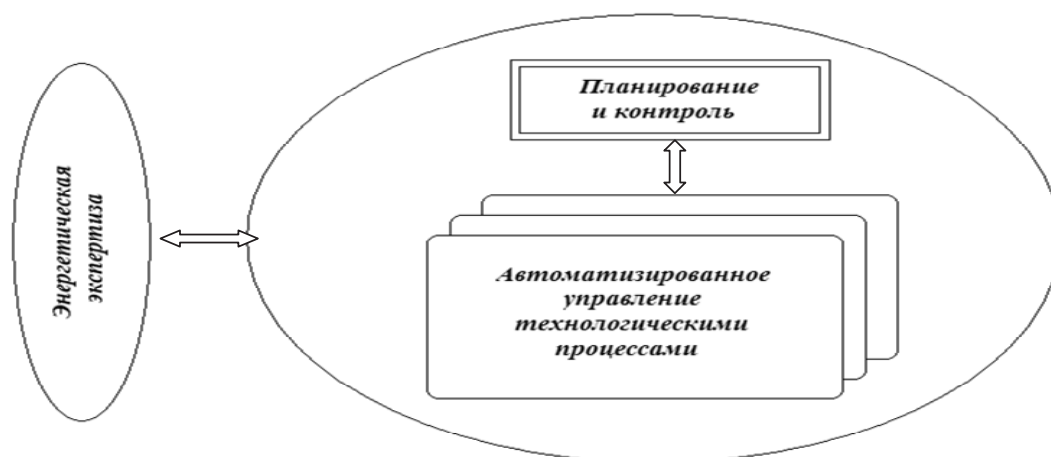 Энергетическая
экспертиза
Планирование
и контроль
Автоматизированное
управление
технологическими
процессами